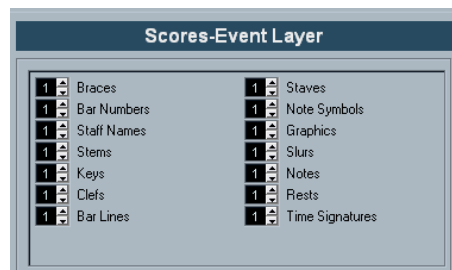 Scores-Event Layer
1 Braces 1 Staves
1 Bar Numbers 1 Note Symbols
1 Staff Names 1 Graphics
1 Stems 1 Slurs
1 Keys 1 Notes
1 Clefs 1 Rests
1 Bar Lines 1 Time Signatures